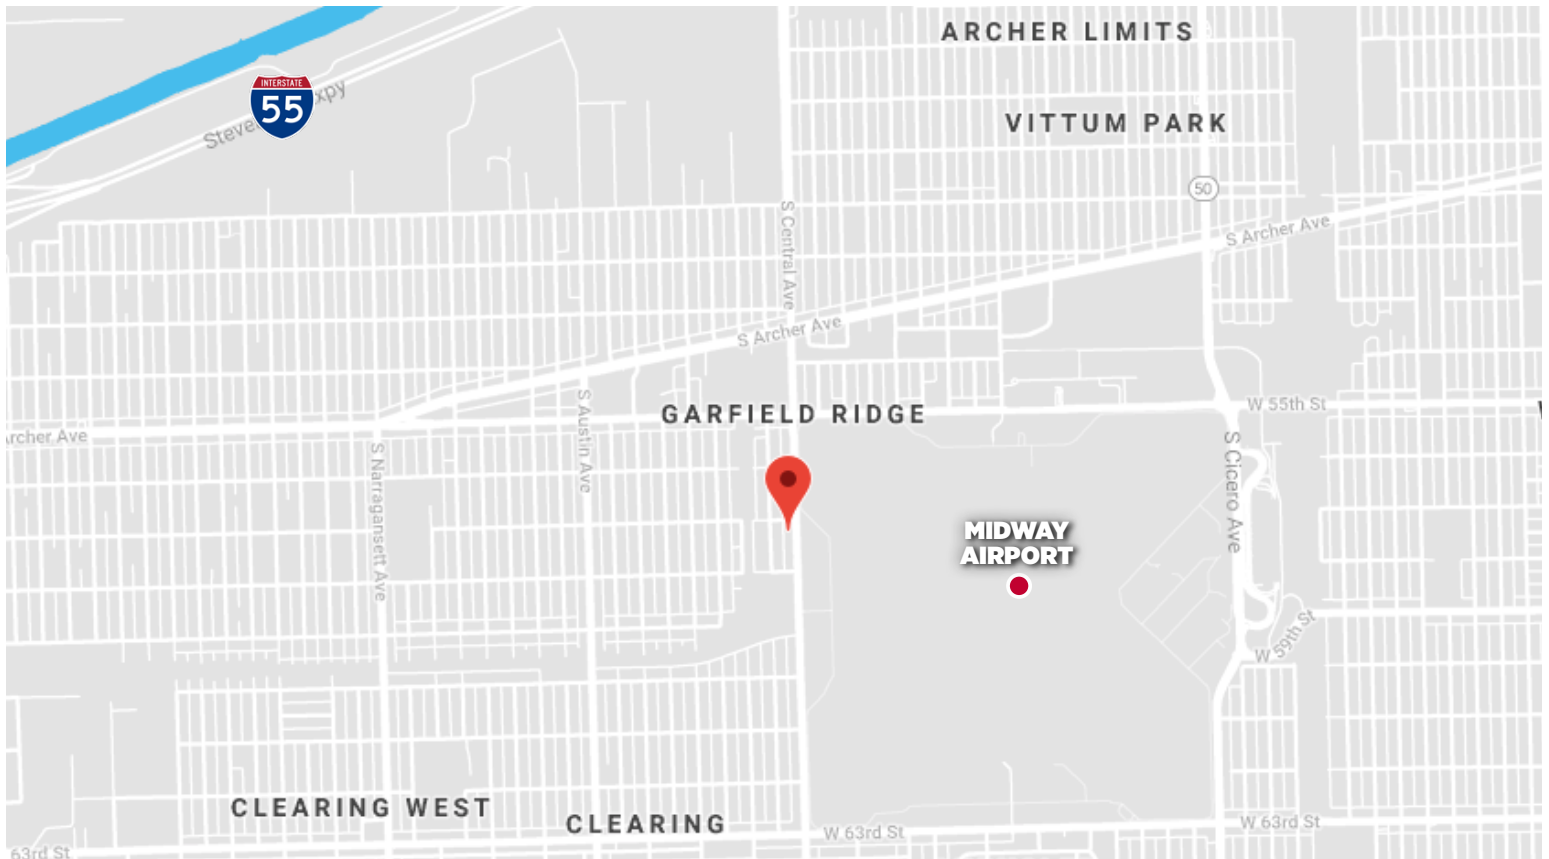 ARCHER LIMITS
INTERSTATE
55
VITTUM PARK
50
S Central Ave
S Archer Ave
S Archer Ave
S Austin Ave
GARFIELD RIDGE
W 55th St
rcher Ave
S Narragansett Ave
S Cicero Ave
MIDWAY
AIRPORT
W 59th St
CLEARING WEST
CLEARING
W 63rd St
W 63rd St
63rd St